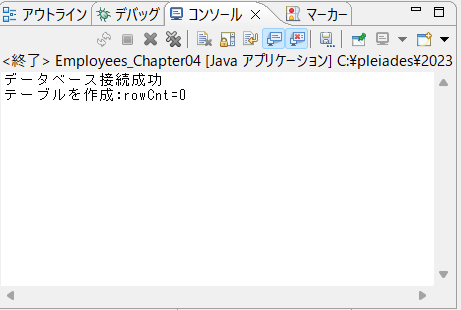 アウトライン デバッグ コンソール マーカー
<終了> Employees_Chapter04 [Java アプリケーション] C:¥pleiades¥2023
データベース接続成功
テーブルを作成:rowCnt=0